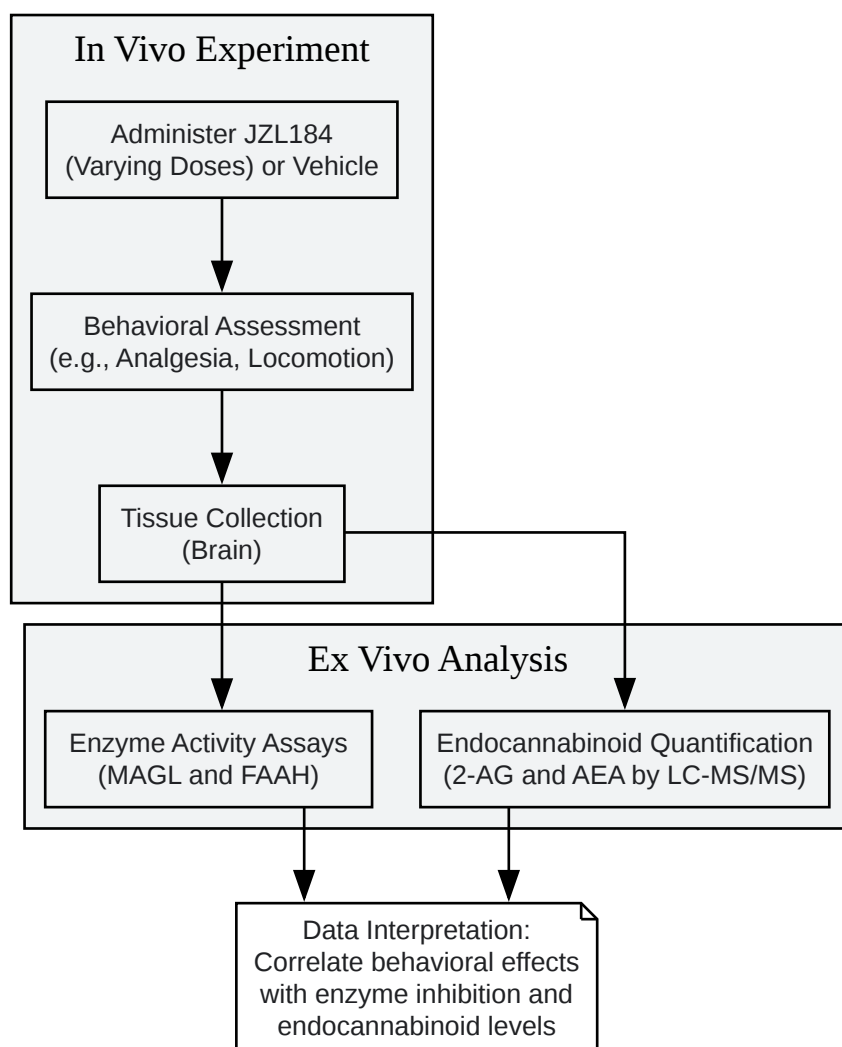 In Vivo Experiment
Administer JZL184
(Varying Doses) or Vehicle
Behavioral Assessment
(e.g., Analgesia, Locomotion)
Tissue Collection
(Brain)
Ex Vivo Analysis
Enzyme Activity Assays
(MAGL and FAAH)
Endocannabinoid Quantification
(2-AG and AEA by LC-MS/MS)
Data Interpretation:
Correlate behavioral effects
with enzyme inhibition and
endocannabinoid levels